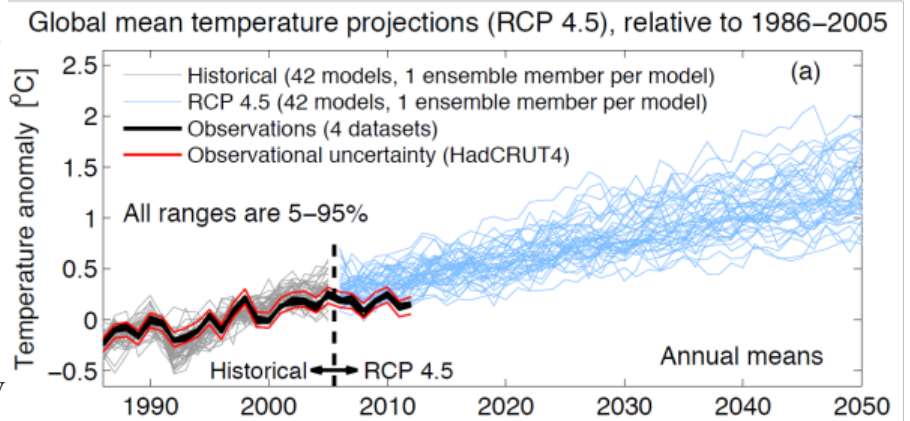 Global mean temperature projections (RCP 4.5), relative to 1986−2005
(a)
Historical (42 models, 1 ensemble member per model)
RCP 4.5 (42 models, 1 ensemble member per model)
Observations (4 datasets)
Observational uncertainty (HadCRUT4)
All ranges are 5−95%
Temperature anomaly [°C]
2.5
2
1.5
1
0.5
0
−0.5
Historical RCP 4.5
Annual means
1990 2000 2010 2020 2030 2040 2050